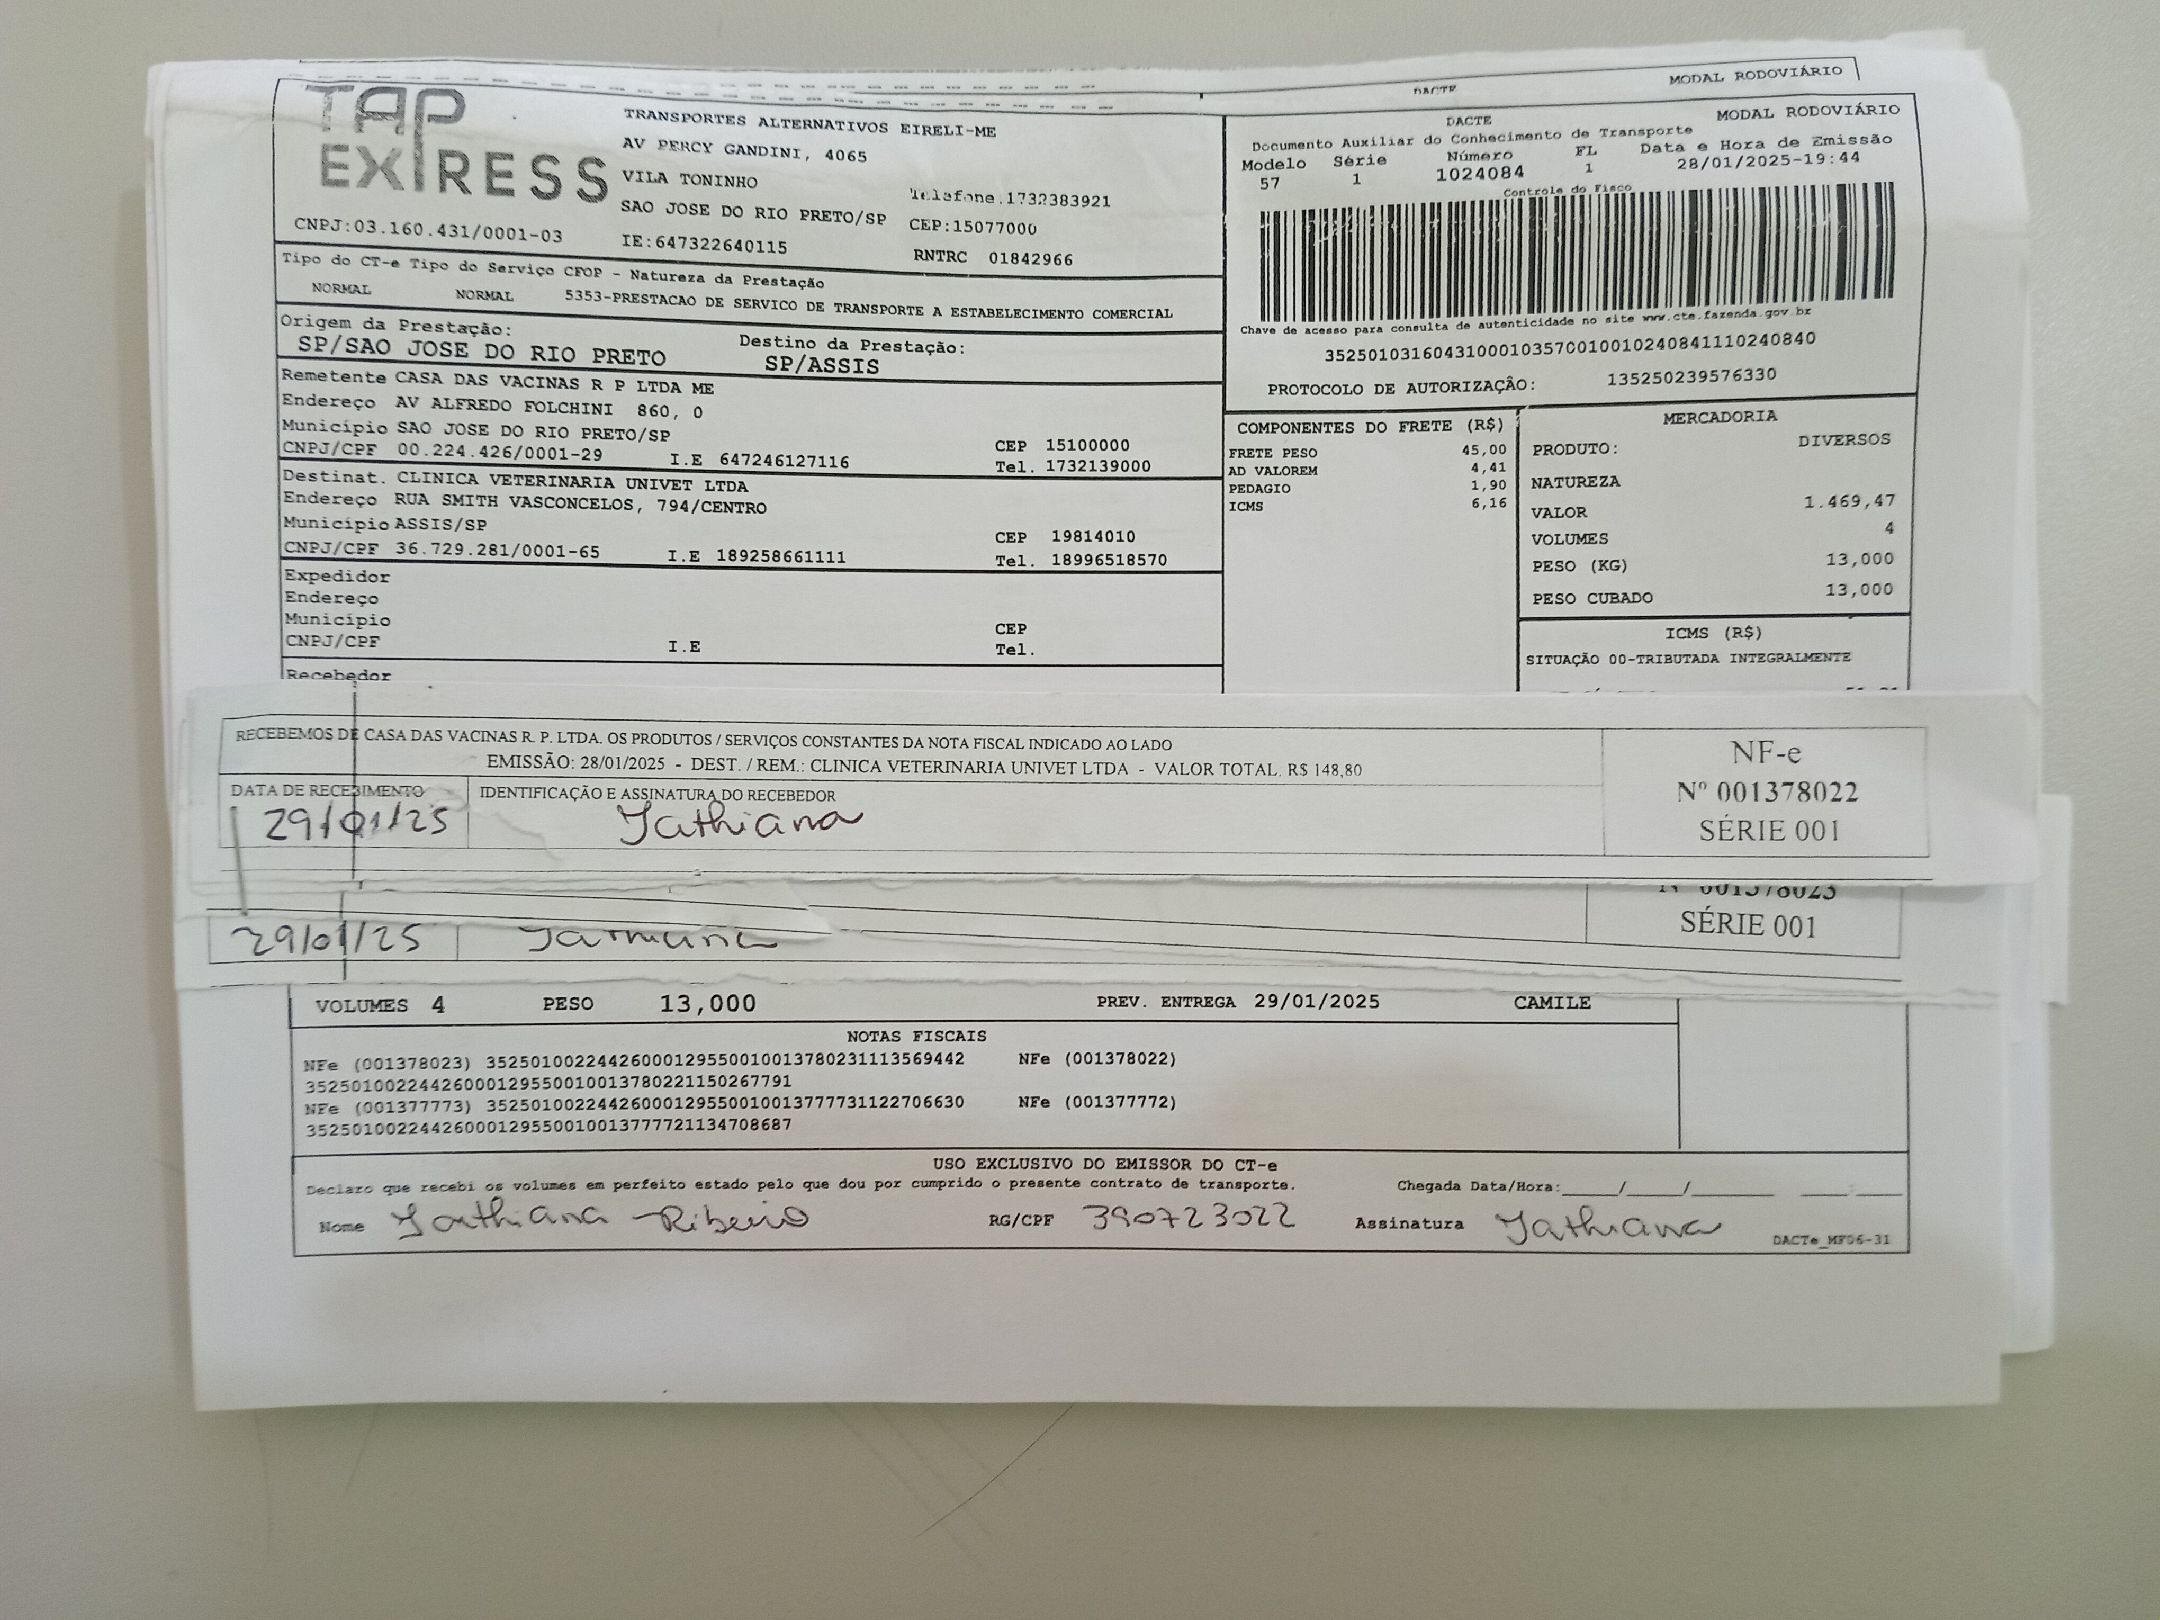 MODAL RODOVIÁRIO
DACTE
TAP
EXPRESS
CNPJ:03.160.431/0001-03
TRANSPORTES ALTERNATIVOS EIRELI-ME
AV PERCY GANDINI, 4065
VILA TONINHO
Telefone.1732383921
SAO JOSE DO RIO PRETO/SP CEP:15077000
IE:647322640115 RNTRC 01842966
DACTE MODAL RODOVIÁRIO
Documento Auxiliar do Conhecimento de Transporte
Modelo Série Número FL Data e Hora de Emissão
57 1 1024084 1 28/01/2025-19:44
Controle do Fisco
Chave de acesso para consulta de autenticidade no site www.cte.fazenda.gov.br
35250103160431000103570010010240841110240840
PROTOCOLO DE AUTORIZAÇÃO: 135250239576330
Tipo do CT-e Tipo do Serviço CFOP - Natureza da Prestação
NORMAL NORMAL 5353-PRESTACAO DE SERVICO DE TRANSPORTE A ESTABELECIMENTO COMERCIAL
Origem da Prestação: Destino da Prestação:
SP/SAO JOSE DO RIO PRETO SP/ASSIS
Remetente CASA DAS VACINAS R P LTDA ME
Endereço AV ALFREDO FOLCHINI 860, 0
Município SAO JOSE DO RIO PRETO/SP CEP 15100000
CNPJ/CPF 00.224.426/0001-29 I.E 647246127116 Tel. 1732139000
Destinat. CLINICA VETERINARIA UNIVET LTDA
Endereço RUA SMITH VASCONCELOS, 794/CENTRO
Município ASSIS/SP CEP 19814010
CNPJ/CPF 36.729.281/0001-65 I.E 189258661111 Tel. 18996518570
Expedidor
Endereço
Município CEP
CNPJ/CPF I.E Tel.
Recebedor
COMPONENTES DO FRETE (R$)
FRETE PESO 45,00
AD VALOREM 4,41
PEDAGIO 1,90
ICMS 6,16
MERCADORIA
PRODUTO: DIVERSOS
NATUREZA
VALOR 1.469,47
VOLUMES 4
PESO (KG) 13,000
PESO CUBADO 13,000
ICMS (R$)
SITUAÇÃO 00-TRIBUTADA INTEGRALMENTE
RECEBEMOS DE CASA DAS VACINAS R. P. LTDA. OS PRODUTOS / SERVIÇOS CONSTANTES DA NOTA FISCAL INDICADO AO LADO
EMISSÃO: 28/01/2025 - DEST. / REM.: CLINICA VETERINARIA UNIVET LTDA - VALOR TOTAL. R$ 148,80
DATA DE RECEBIMENTO IDENTIFICAÇÃO E ASSINATURA DO RECEBEDOR
29/01/25 Tathiana
NF-e
Nº 001378022
SÉRIE 001
Nº 001378023
SÉRIE 001
29/01/25 Tathiana
VOLUMES 4 PESO 13,000 PREV. ENTREGA 29/01/2025 CAMILE
NOTAS FISCAIS
NFe (001378023) 35250100224426000129550010013780231113569442 NFe (001378022)
35250100224426000129550010013780221150267791
NFe (001377773) 35250100224426000129550010013777731122706630 NFe (001377772)
35250100224426000129550010013777721134708687
USO EXCLUSIVO DO EMISSOR DO CT-e
Declaro que recebi os volumes em perfeito estado pelo que dou por cumprido o presente contrato de transporte. Chegada Data/Hora:_____/_____/_______ ____:____
Nome Tathiana Ribeiro RG/CPF 390723022 Assinatura Tathiana
DACTe_MF06-31